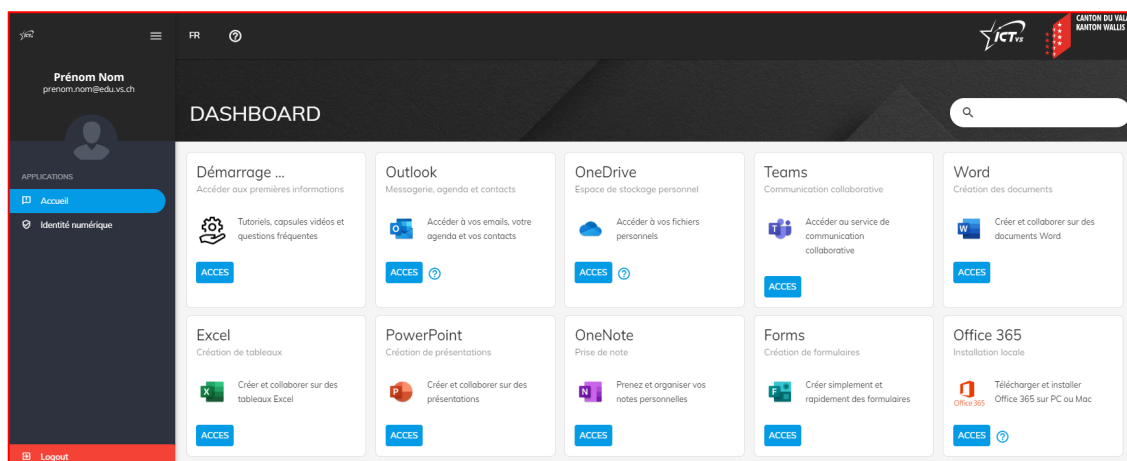 ICTvs
FR
ICTvs
CANTON DU VALA
KANTON WALLIS
Prénom Nom
prenom.nom@edu.vs.ch
DASHBOARD
APPLICATIONS
Accueil
Identité numérique
Logout
Démarrage ...
Accéder aux premières informations
Tutoriels, capsules vidéos et
questions fréquentes
ACCES
Outlook
Messagerie, agenda et contacts
Accéder à vos emails, votre
agenda et vos contacts
ACCES
OneDrive
Espace de stockage personnel
Accéder à vos fichiers
personnels
ACCES
Teams
Communication collaborative
Accéder au service de
communication
collaborative
ACCES
Word
Création des documents
Créer et collaborer sur des
documents Word
ACCES
Excel
Création de tableaux
Créer et collaborer sur des
tableaux Excel
ACCES
PowerPoint
Création de présentations
Créer et collaborer sur des
présentations
ACCES
OneNote
Prise de note
Prenez et organiser vos
notes personnelles
ACCES
Forms
Création de formulaires
Créer simplement et
rapidement des formulaires
ACCES
Office 365
Installation locale
Office 365
Télécharger et installer
Office 365 sur PC ou Mac
ACCES